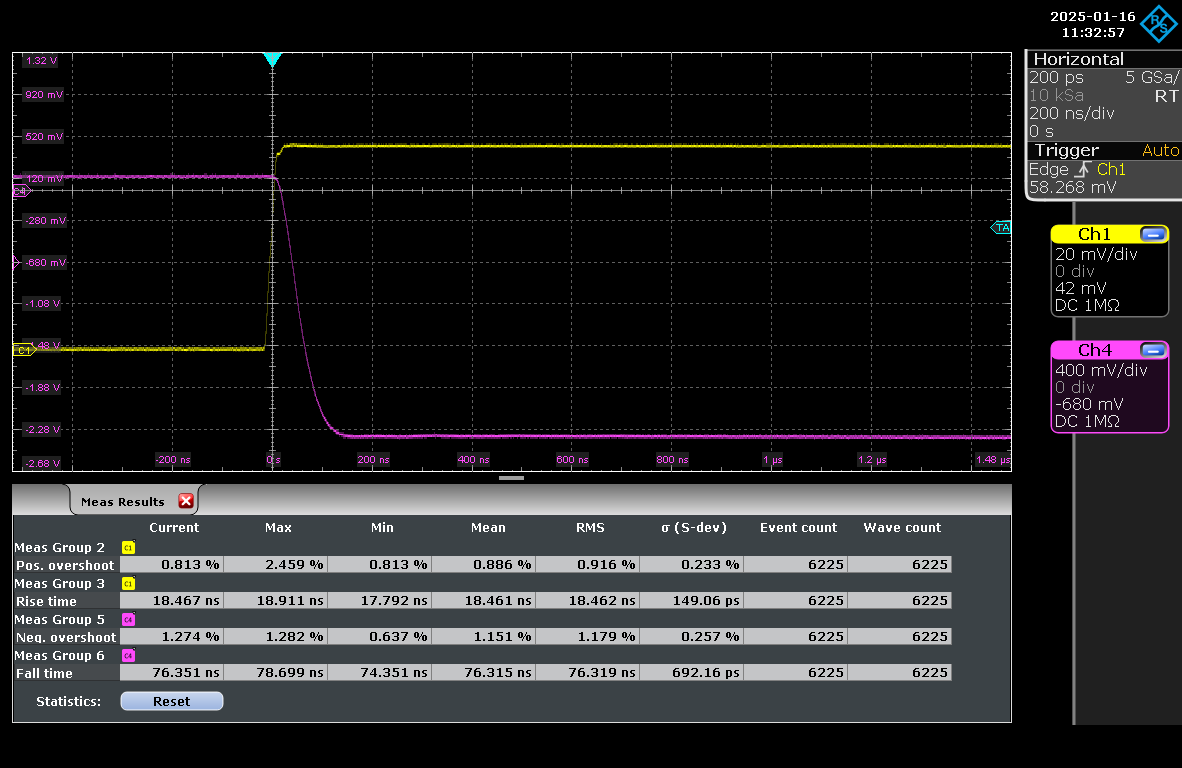 2025-01-16
11:32:57
R
S
Horizontal
200 ps 5 GSa/
10 kSa RT
200 ns/div
0 s
Trigger Auto
Edge Ch1
58.268 mV
Ch1
20 mV/div
0 div
42 mV
DC 1MΩ
Ch4
400 mV/div
0 div
-680 mV
DC 1MΩ
1.32 V
920 mV
520 mV
120 mV
C4
-280 mV
TA
-680 mV
-1.08 V
-1.48 V
C1
-1.88 V
-2.28 V
-2.68 V
-200 ns 0 s 200 ns 400 ns 600 ns 800 ns 1 µs 1.2 µs 1.48 µs
Meas Results
Current Max Min Mean RMS σ (S-dev) Event count Wave count
Meas Group 2 C1
Pos. overshoot 0.813 % 2.459 % 0.813 % 0.886 % 0.916 % 0.233 % 6225 6225
Meas Group 3 C1
Rise time 18.467 ns 18.911 ns 17.792 ns 18.461 ns 18.462 ns 149.06 ps 6225 6225
Meas Group 5 C4
Neg. overshoot 1.274 % 1.282 % 0.637 % 1.151 % 1.179 % 0.257 % 6225 6225
Meas Group 6 C4
Fall time 76.351 ns 78.699 ns 74.351 ns 76.315 ns 76.319 ns 692.16 ps 6225 6225
Statistics: Reset